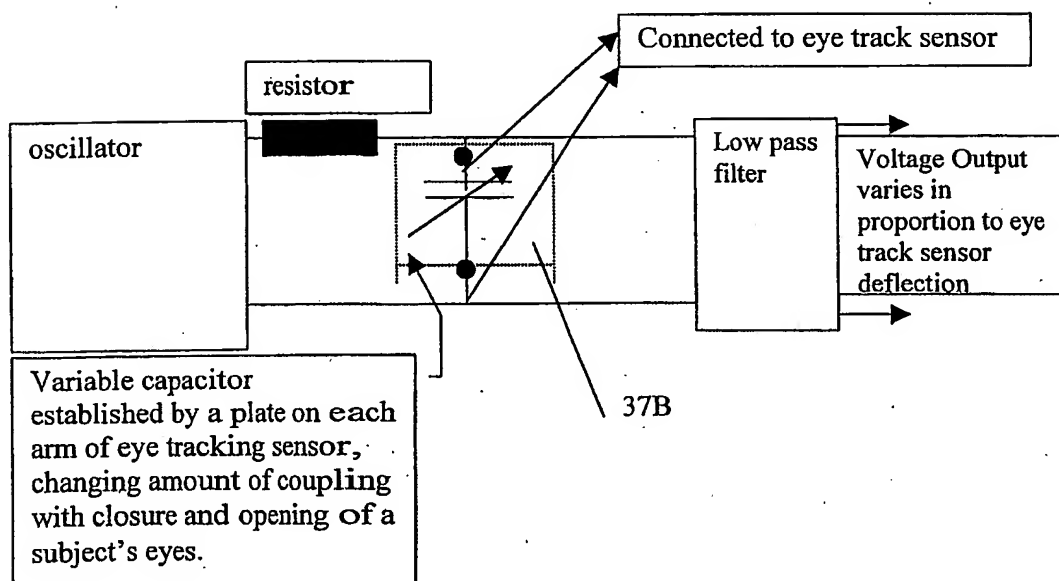 Connected to eye track sensor
resistor
oscillator
Low pass
filter
Voltage Output
varies in
proportion to eye
track sensor
deflection
Variable capacitor
established by a plate on each
arm of eye tracking sensor,
changing amount of coupling
with closure and opening of a
subject's eyes.
37B